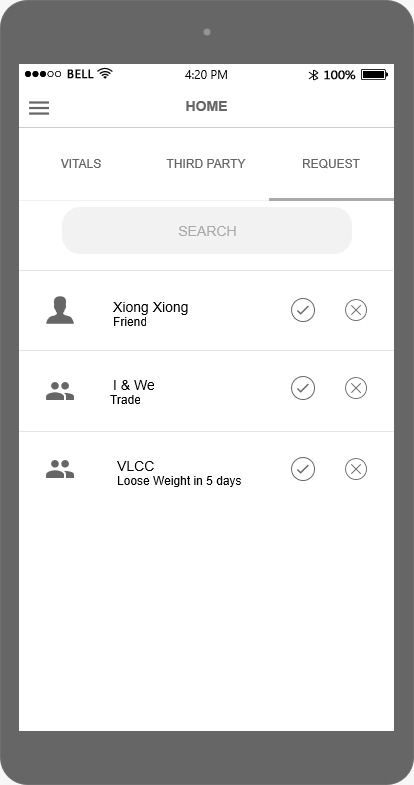 BELL 4:20 PM 100%
HOME
VITALS THIRD PARTY REQUEST
SEARCH
Xiong Xiong
Friend
I & We
Trade
VLCC
Loose Weight in 5 days